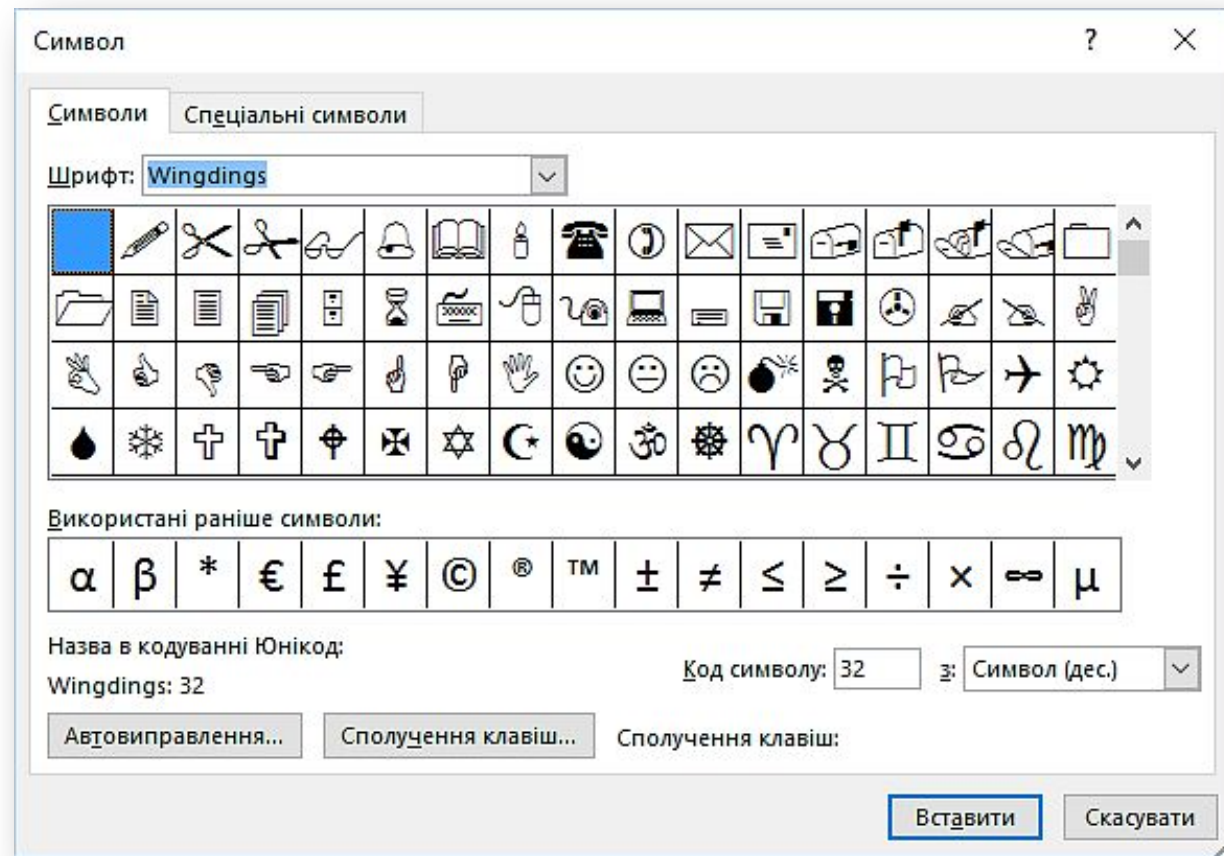 Символ ?
Символи Спеціальні символи
Шрифт: Wingdings
Використані раніше символи:
α β * € £ ¥ © ® ™ ± ≠ ≤ ≥ ÷ × ∞ µ
Назва в кодуванні Юнікод:
Wingdings: 32
Код символу: 32 з: Символ (дес.)
Автовиправлення... Сполучення клавіш... Сполучення клавіш:
Вставити Скасувати